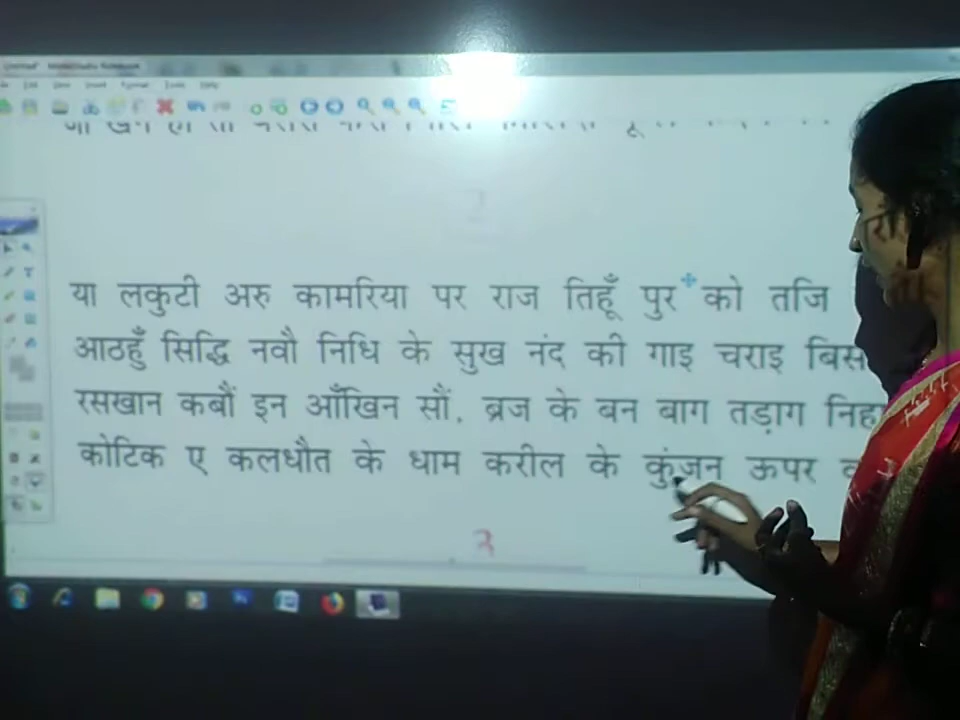 या लकुटी अरु कामरिया पर राज तिहूँ पुर को तजि
आठहुँ सिद्धि नवौ निधि के सुख नंद की गाइ चराइ
रसखान कबौं इन आँखिन सौं, ब्रज के बन बाग तड़ाग
कोटिक ए कलधौत के धाम करील के कुंजन ऊपर